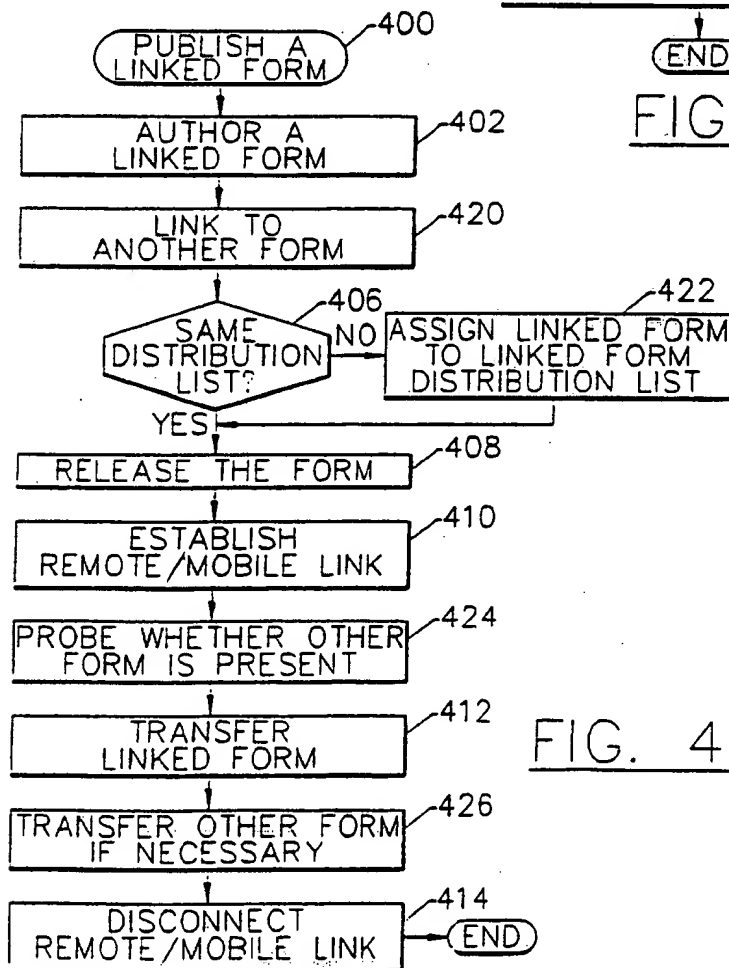 400
PUBLISH A
LINKED FORM
END
FIG
402
AUTHOR A
LINKED FORM
420
LINK TO
ANOTHER FORM
406
SAME
DISTRIBUTION
LIST?
NO
422
ASSIGN LINKED FORM
TO LINKED FORM
DISTRIBUTION LIST
YES
RELEASE THE FORM
408
410
ESTABLISH
REMOTE/MOBILE LINK
424
PROBE WHETHER OTHER
FORM IS PRESENT
412
TRANSFER
LINKED FORM
FIG. 4
426
TRANSFER OTHER FORM
IF NECESSARY
414
DISCONNECT
REMOTE/MOBILE LINK
END